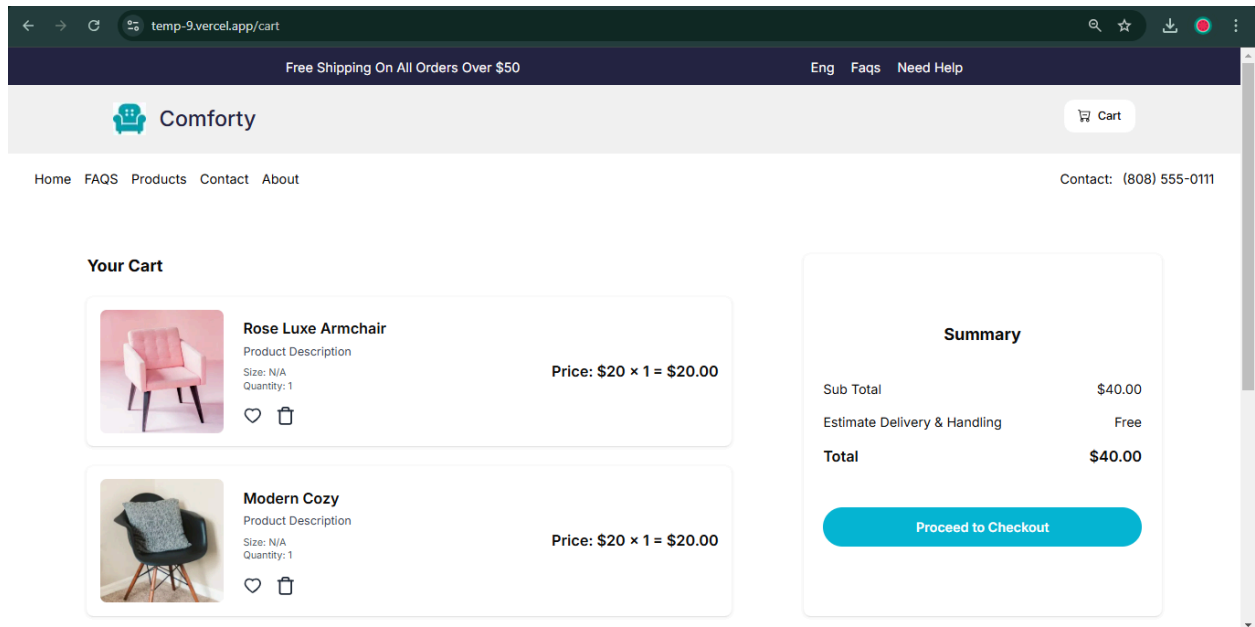 temp-9.vercel.app/cart
Free Shipping On All Orders Over $50
Eng Faqs Need Help
Comforty
Cart
Home FAQS Products Contact About
Contact: (808) 555-0111
Your Cart
Rose Luxe Armchair
Product Description
Size: N/A
Quantity: 1
Price: $20 × 1 = $20.00
Modern Cozy
Product Description
Size: N/A
Quantity: 1
Price: $20 × 1 = $20.00
Summary
Sub Total $40.00
Estimate Delivery & Handling Free
Total $40.00
Proceed to Checkout